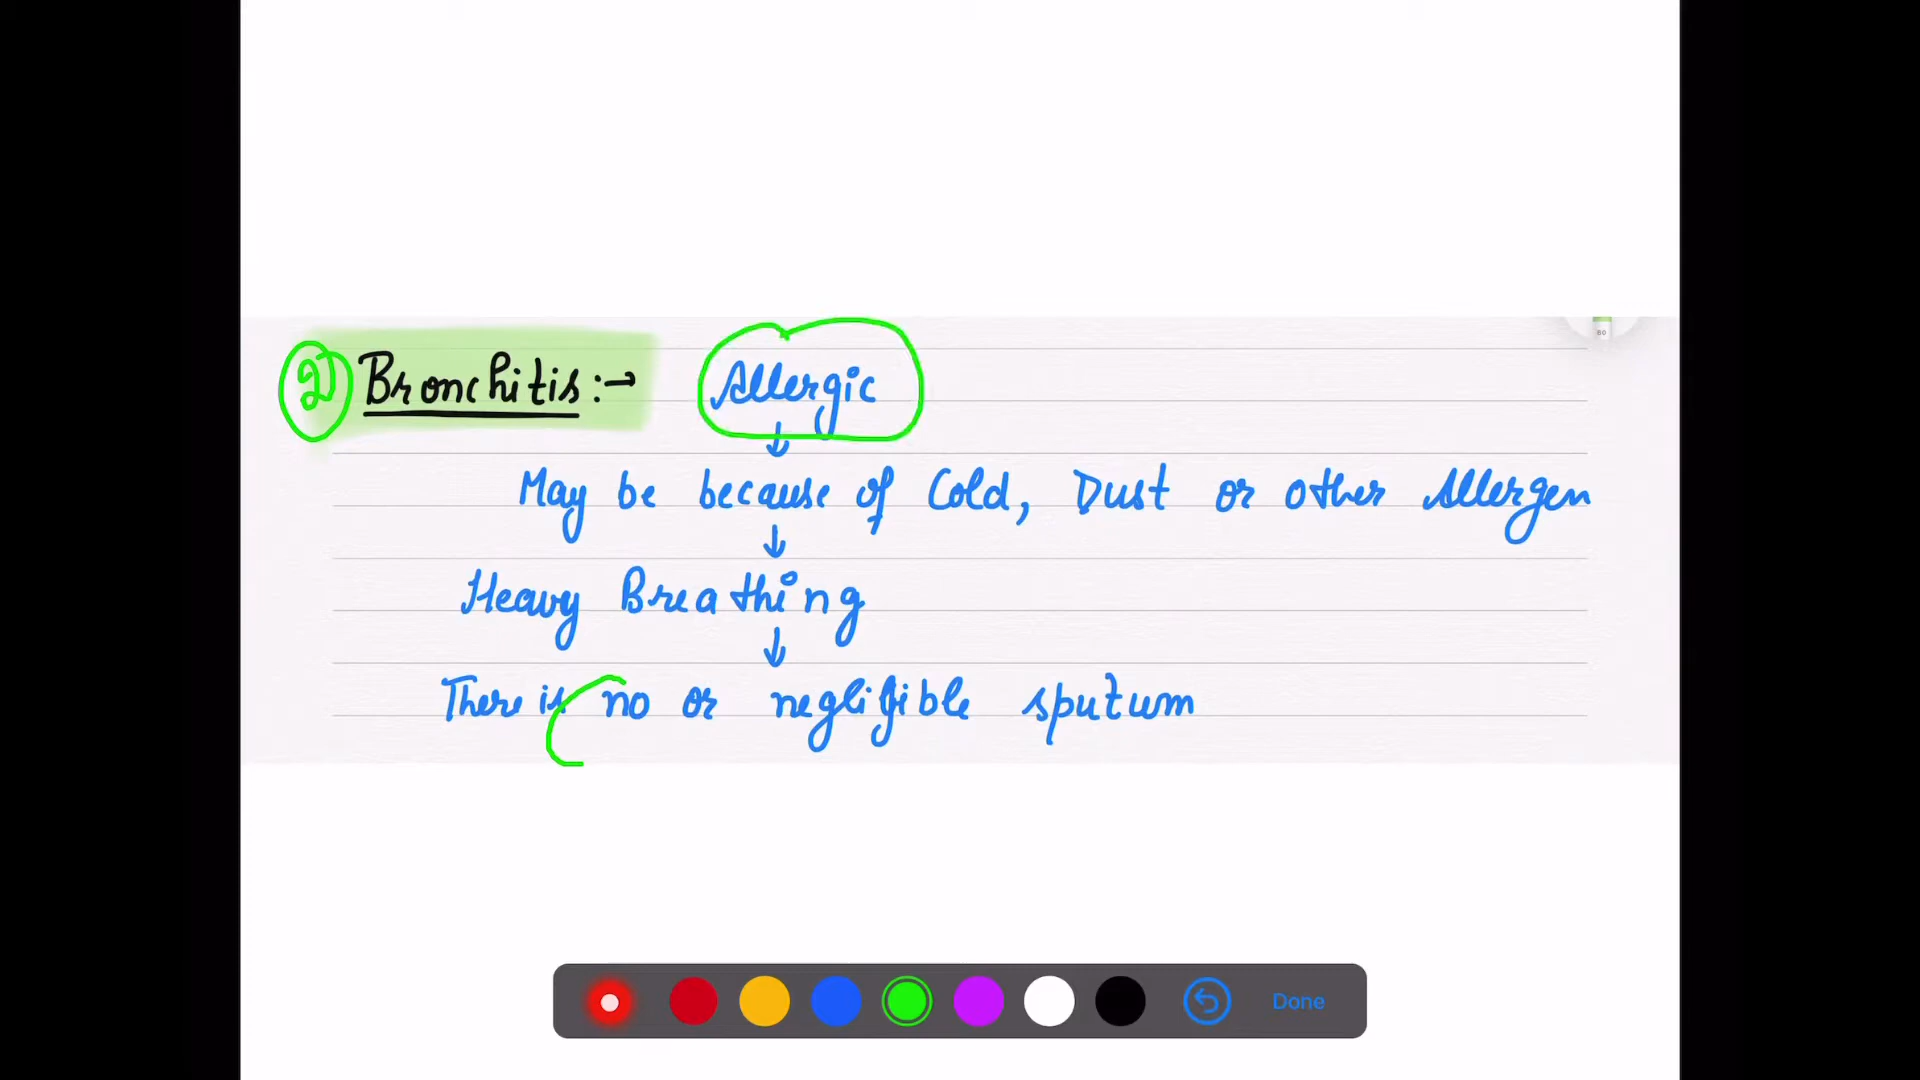 2) Bronchitis :→ Allergic
↓
May be because of Cold, Dust or other Allergen
↓
Heavy Breathing
↓
There is no or negligible sputum
80
Done